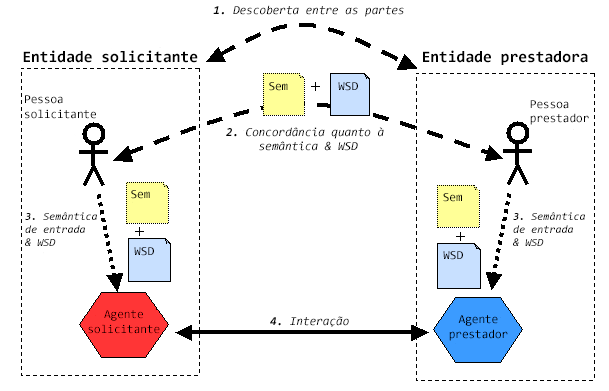 1. Descoberta entre as partes
Entidade solicitante
Entidade prestadora
Sem
+
WSD
Pessoa
solicitante
Pessoa
prestador
2. Concordância quanto à
semântica & WSD
3. Semântica
de entrada
& WSD
Sem
+
WSD
Sem
+
WSD
3. Semântica
de entrada
& WSD
Agente
solicitante
4. Interação
Agente
prestador